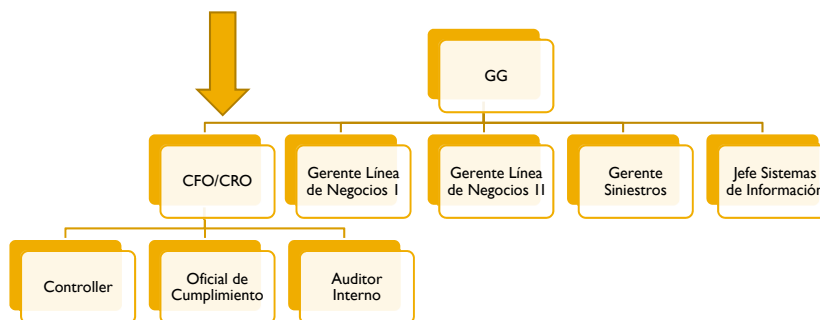 GG
CFO/CRO
Gerente Línea
de Negocios I
Gerente Línea
de Negocios II
Gerente
Siniestros
Jefe Sistemas
de Información
Controller
Oficial de
Cumplimiento
Auditor
Interno